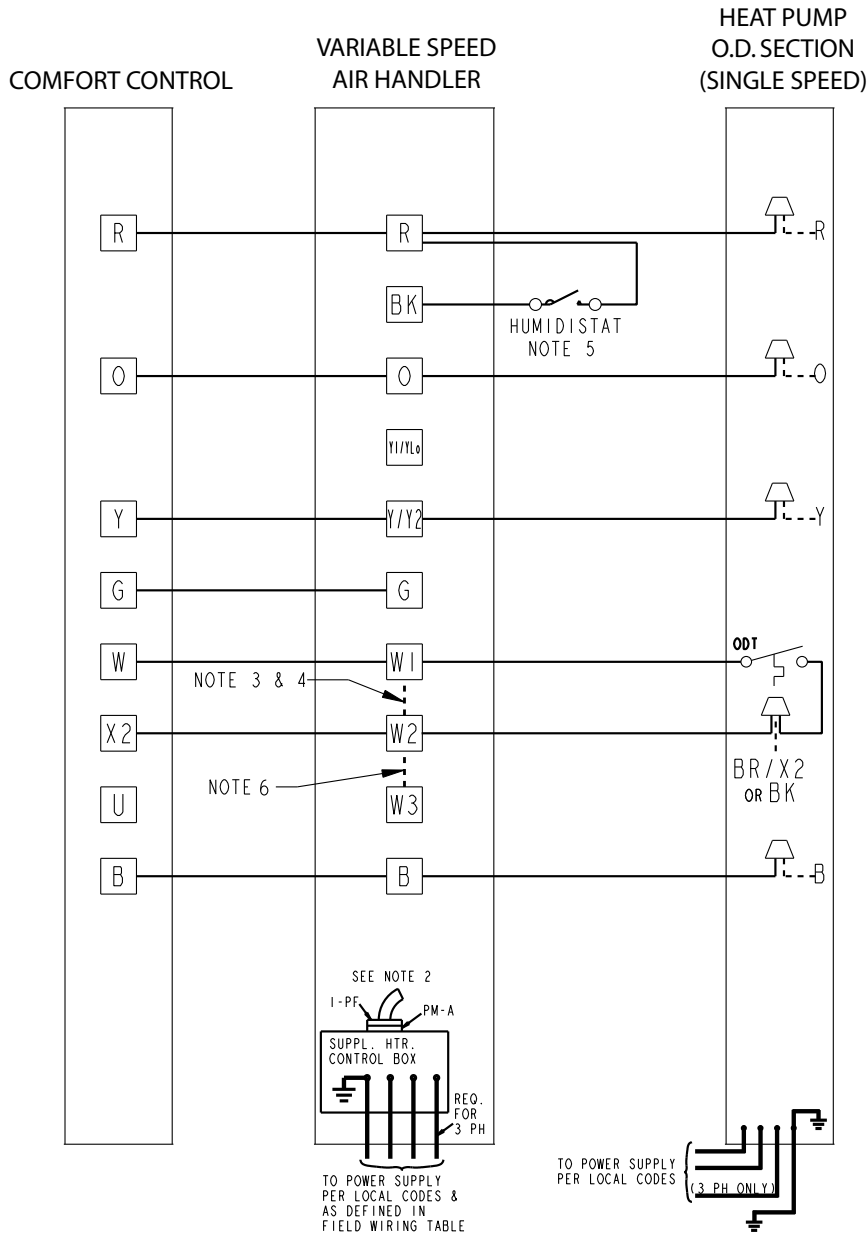 COMFORT CONTROL
VARIABLE SPEED
AIR HANDLER
HEAT PUMP
O.D. SECTION
(SINGLE SPEED)
R
R
R
BK
HUMIDISTAT
NOTE 5
O
O
O
Y1/YLo
Y
Y/Y2
Y
G
G
W
W1
ODT
NOTE 3 & 4
X2
W2
BR/X2
OR BK
NOTE 6
U
W3
B
B
B
SEE NOTE 2
1-PF
PM-A
SUPPL. HTR.
CONTROL BOX
REQ.
FOR
3 PH
TO POWER SUPPLY
PER LOCAL CODES &
AS DEFINED IN
FIELD WIRING TABLE
TO POWER SUPPLY
PER LOCAL CODES
(3 PH ONLY)